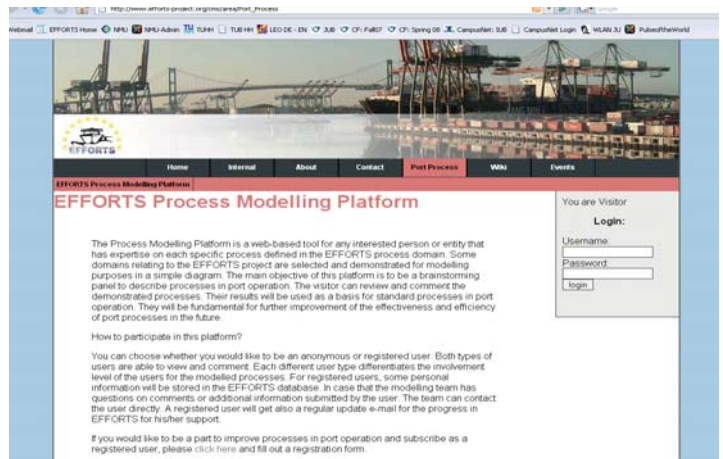 http://www.efforts-project.org/cms/area/Port_Process
Webmail EFFORTS Home NMU NMU-Admin TUHH TUB HH LEO DE - EN JUB CF: Fall07 CF: Spring 08 CampusNet: IUB CampusNet Login WLAN JU PulseoftheWorld
EFFORTS
Home Internal About Contact Port Process Wiki Events
EFFORTS Process Modelling Platform
EFFORTS Process Modelling Platform
You are Visitor
Login:
Username:
Password:
login
The Process Modelling Platform is a web-based tool for any interested person or entity that
has expertise on each specific process defined in the EFFORTS process domain. Some
domains relating to the EFFORTS project are selected and demonstrated for modelling
purposes in a simple diagram. The main objective of this platform is to be a brainstorming
panel to describe processes in port operation. The visitor can review and comment the
demonstrated processes. Their results will be used as a basis for standard processes in port
operation. They will be fundamental for further improvement of the effectiveness and efficiency
of port processes in the future.
How to participate in this platform?
You can choose whether you would like to be an anonymous or registered user. Both types of
users are able to view and comment. Each different user type differentiates the involvement
level of the users for the modelled processes. For registered users, some personal
information will be stored in the EFFORTS database. In case that the modelling team has
questions on comments or additional information submitted by the user. The team can contact
the user directly. A registered user will get also a regular update e-mail for the progress in
EFFORTS for his/her support.
If you would like to be a part to improve processes in port operation and subscribe as a
registered user, please click here and fill out a registration form.